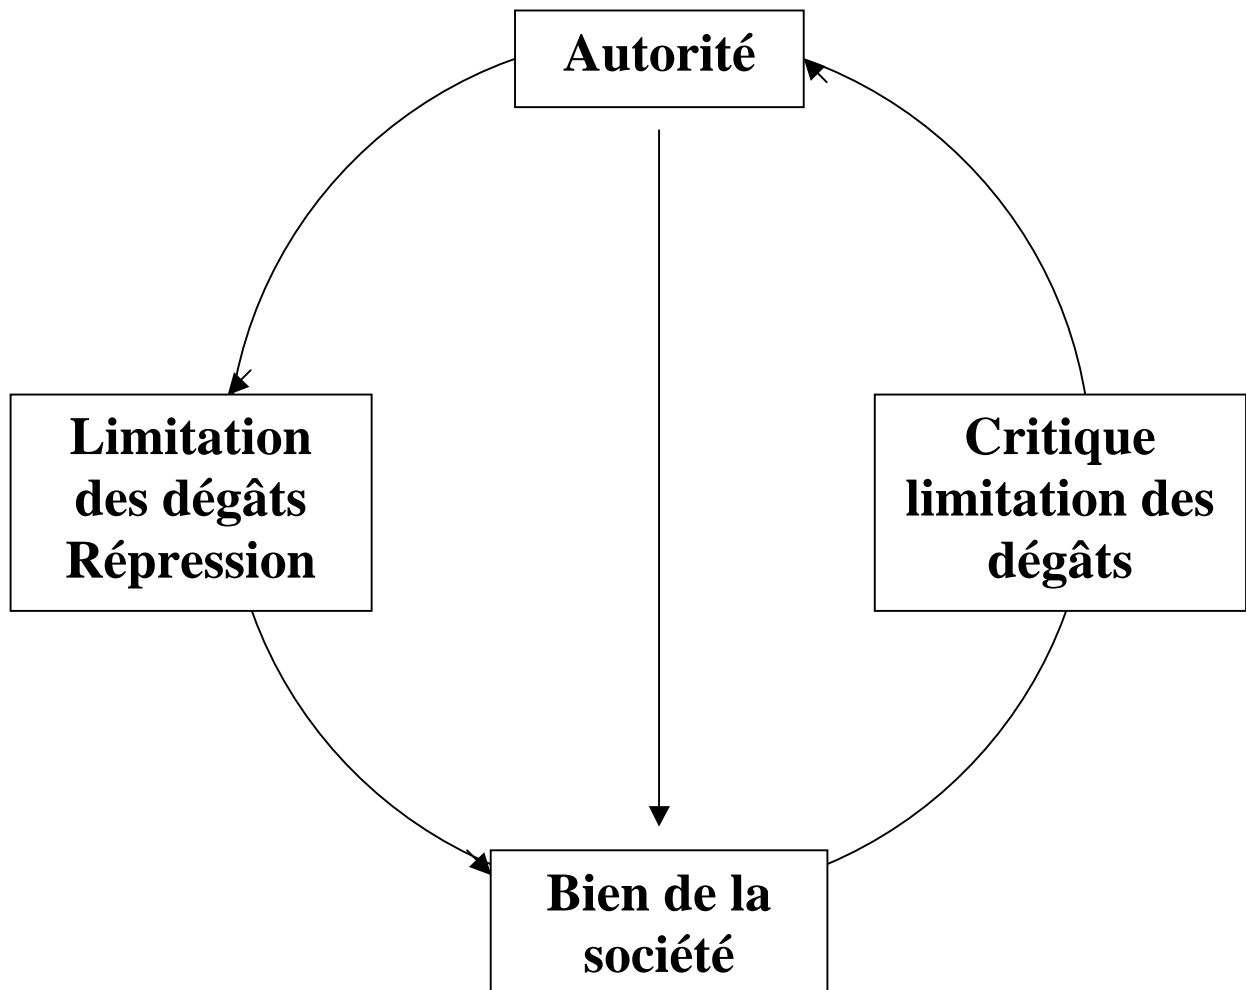 Autorité
Limitation
des dégâts
Répression
Critique
limitation des
dégâts
Bien de la
société